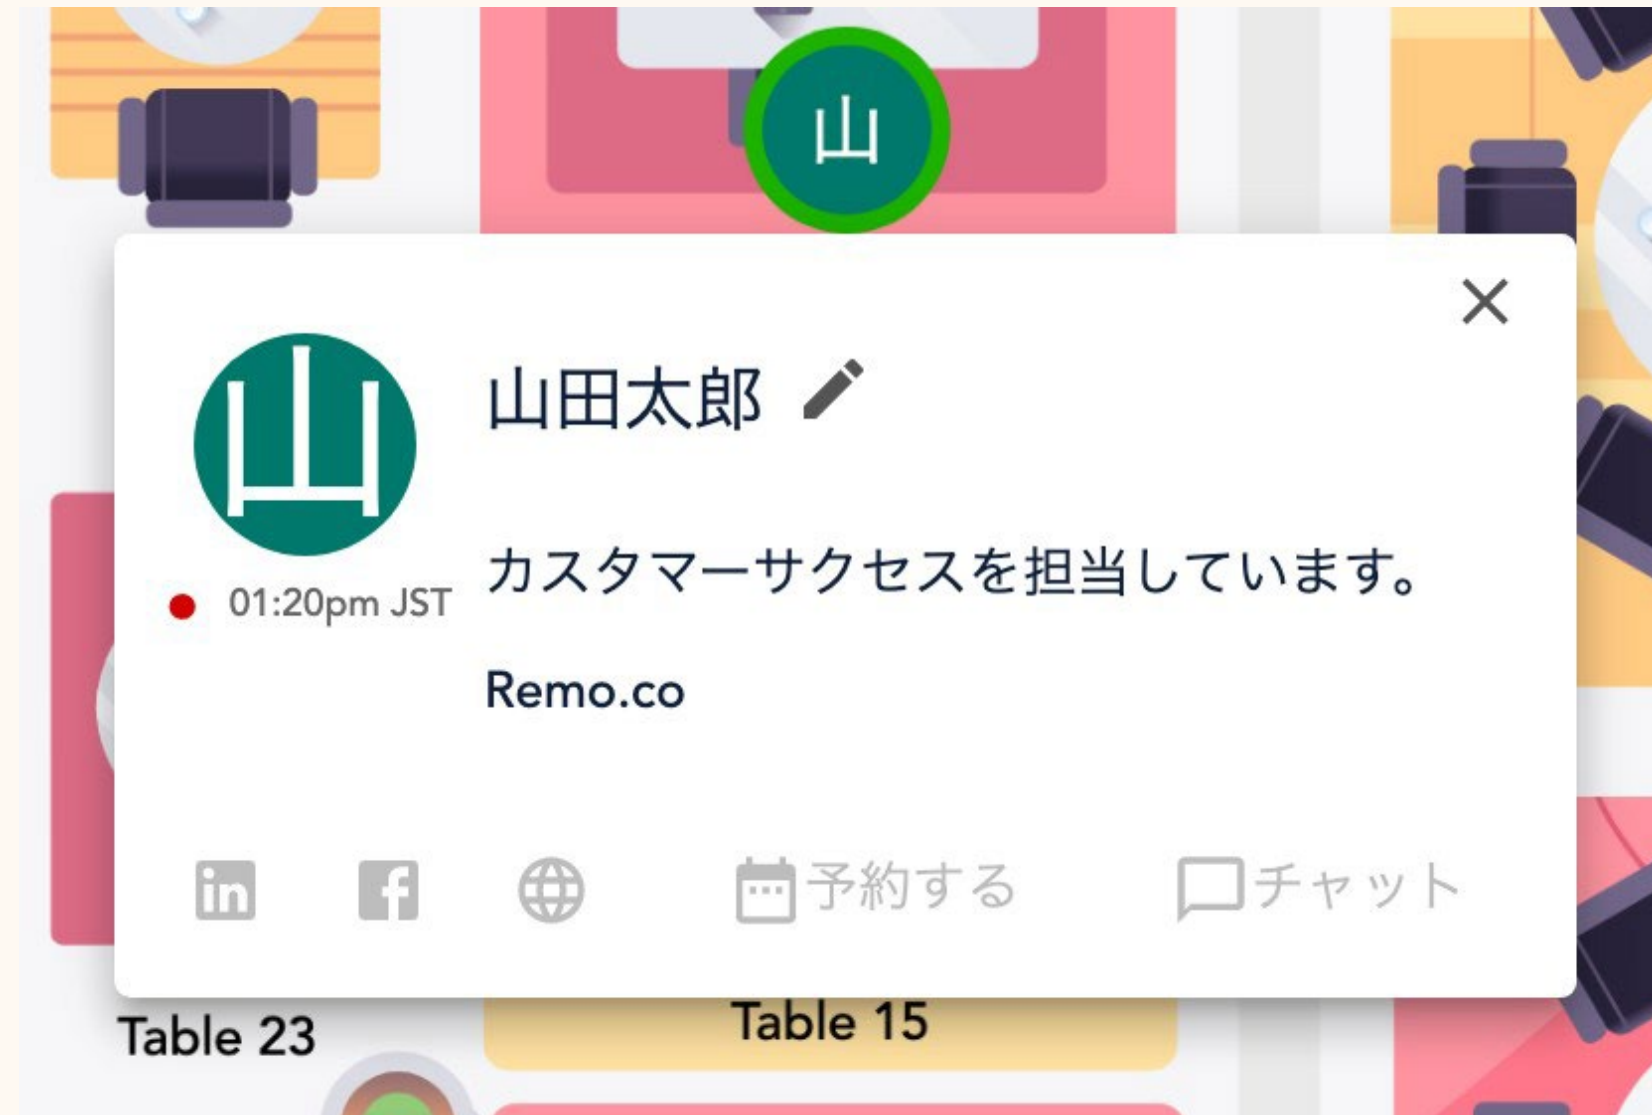 山
山
山田太郎
カスタマーサクセスを担当しています。
01:20pm JST
Remo.co
in
f
予約する
チャット
Table 23
Table 15